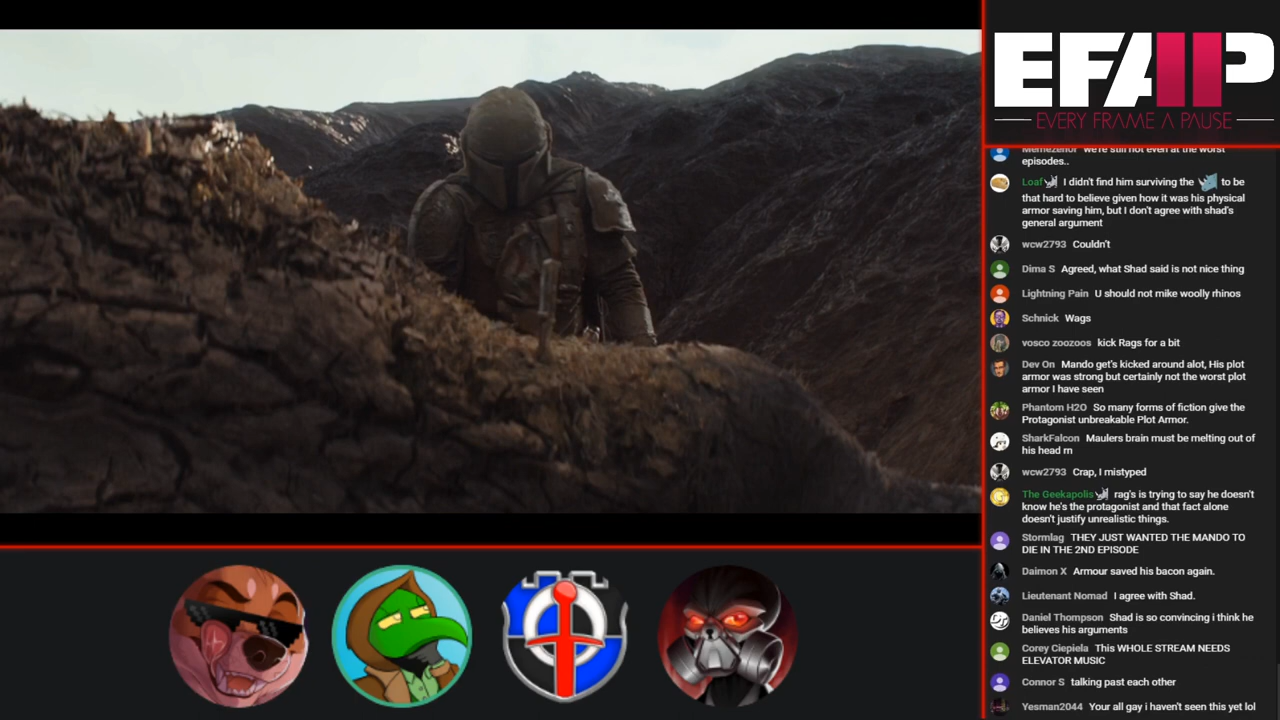 EFAP
EVERY FRAME A PAUSE
Memezenor we're still not even at the worst
episodes..
Loaf I didn't find him surviving the to be
that hard to believe given how it was his physical
armor saving him, but I don't agree with shad's
general argument
wcw2793 Couldn't
Dima S Agreed, what Shad said is not nice thing
Lightning Pain U should not mike woolly rhinos
Schnick Wags
vosco zoozoos kick Rags for a bit
Dev On Mando get's kicked around alot, His plot
armor was strong but certainly not the worst plot
armor I have seen
Phantom H2O So many forms of fiction give the
Protagonist unbreakable Plot Armor.
SharkFalcon Maulers brain must be melting out of
his head rn
wcw2793 Crap, I mistyped
The Geekapolis rag's is trying to say he doesn't
know he's the protagonist and that fact alone
doesn't justify unrealistic things.
Stormlag THEY JUST WANTED THE MANDO TO
DIE IN THE 2ND EPISODE
Daimon X Armour saved his bacon again.
Lieutenant Nomad I agree with Shad.
Daniel Thompson Shad is so convincing i think he
believes his arguments
Corey Ciepiela This WHOLE STREAM NEEDS
ELEVATOR MUSIC
Connor S talking past each other
Yesman2044 Your all gay i haven't seen this yet lol